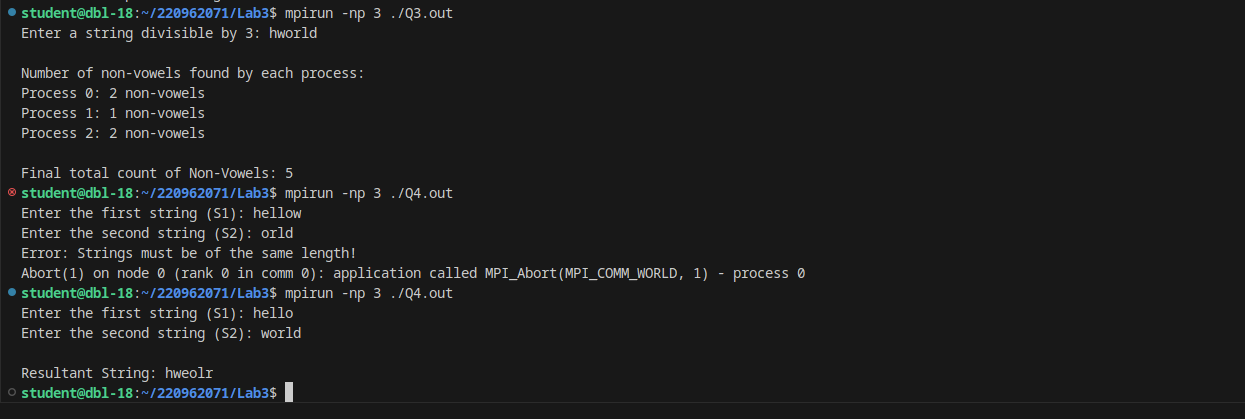 student@dbl-18:~/220962071/Lab3$ mpirun -np 3 ./Q3.out
Enter a string divisible by 3: hworld
Number of non-vowels found by each process:
Process 0: 2 non-vowels
Process 1: 1 non-vowels
Process 2: 2 non-vowels
Final total count of Non-Vowels: 5
student@dbl-18:~/220962071/Lab3$ mpirun -np 3 ./Q4.out
Enter the first string (S1): hellow
Enter the second string (S2): orld
Error: Strings must be of the same length!
Abort(1) on node 0 (rank 0 in comm 0): application called MPI_Abort(MPI_COMM_WORLD, 1) - process 0
student@dbl-18:~/220962071/Lab3$ mpirun -np 3 ./Q4.out
Enter the first string (S1): hello
Enter the second string (S2): world
Resultant String: hweolr
student@dbl-18:~/220962071/Lab3$